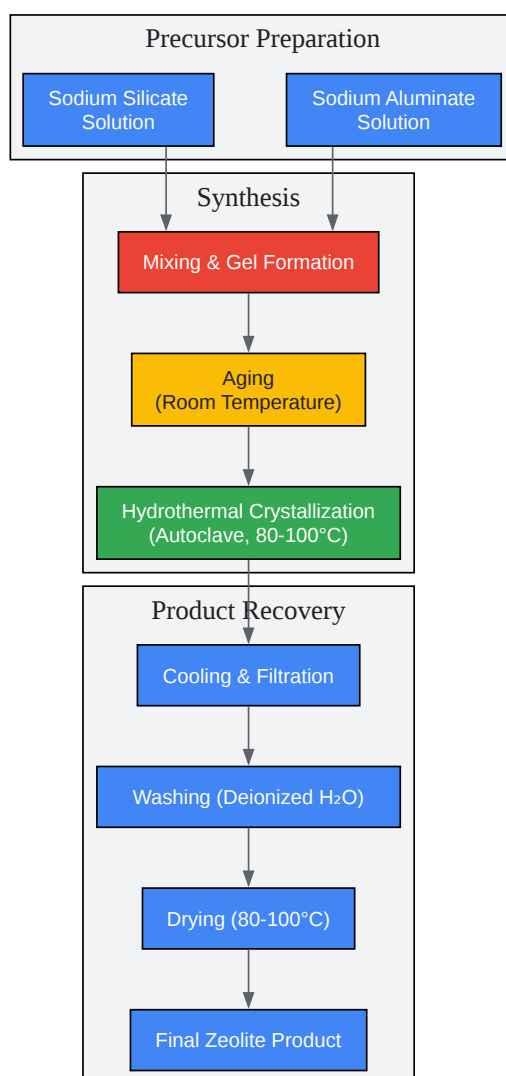 Precursor Preparation
Sodium Silicate
Solution
Sodium Aluminate
Solution
Synthesis
Mixing & Gel Formation
Aging
(Room Temperature)
Hydrothermal Crystallization
(Autoclave, 80-100°C)
Product Recovery
Cooling & Filtration
Washing (Deionized H₂O)
Drying (80-100°C)
Final Zeolite Product